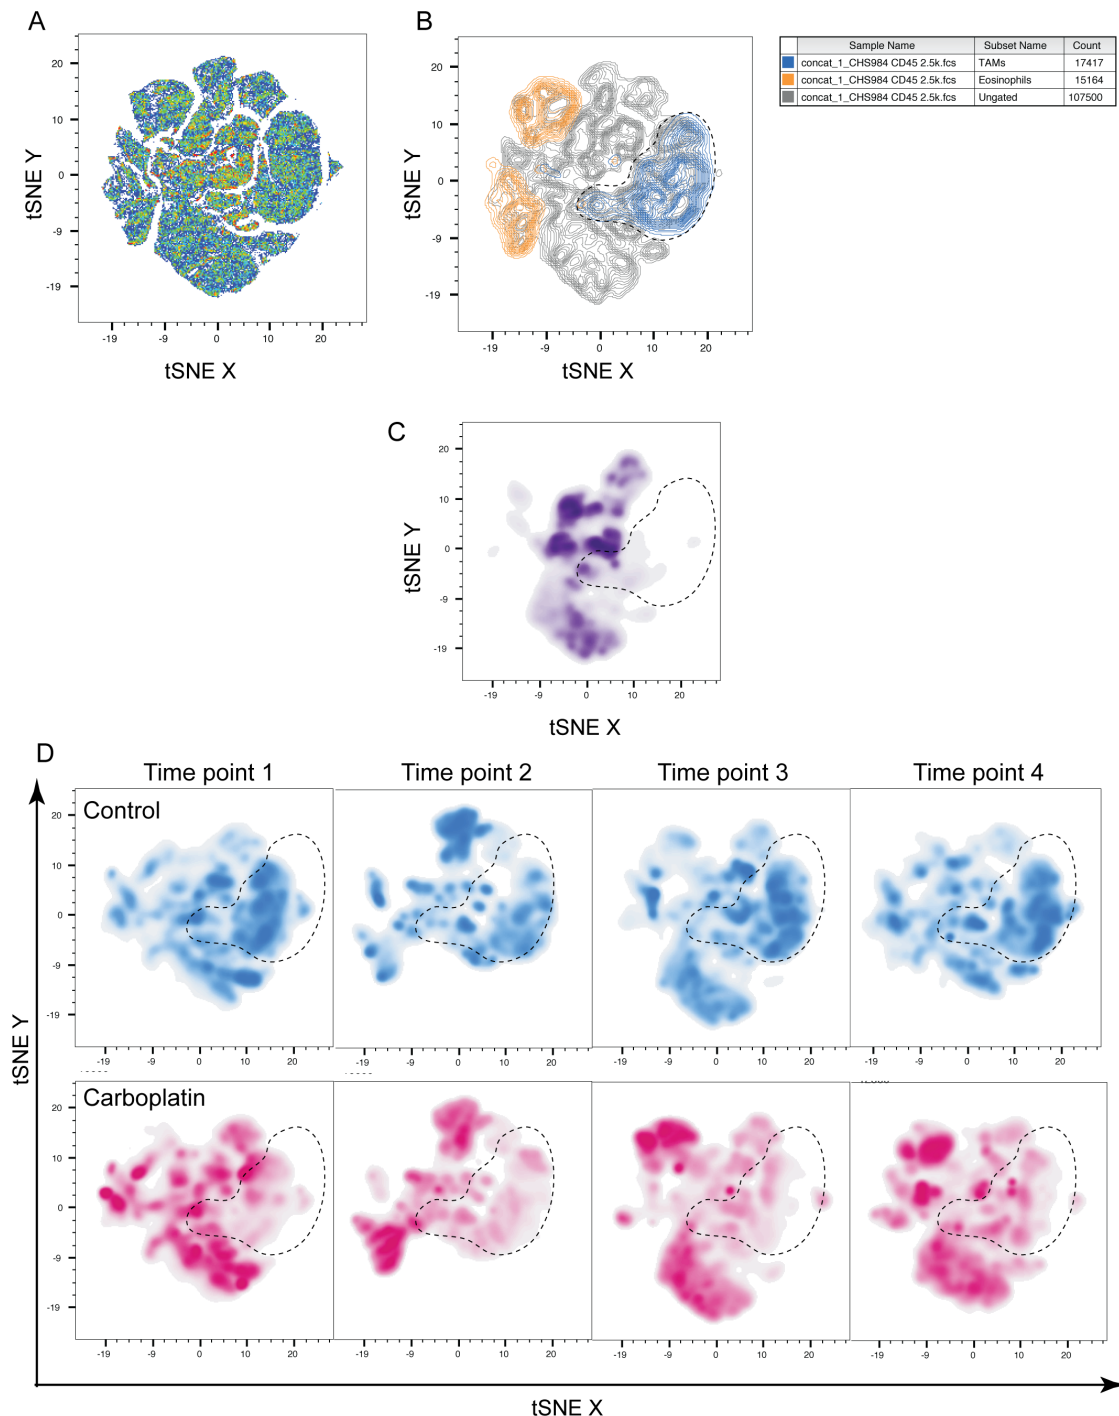 A
20
10
0
-9
-19
tSNE Y
-19 -9 0 10 20
tSNE X
B
20
10
0
-9
-19
tSNE Y
-19 -9 0 10 20
tSNE X
Sample Name Subset Name Count
concat_1_CHS984 CD45 2.5k.fcs TAMs 17417
concat_1_CHS984 CD45 2.5k.fcs Eosinophils 15164
concat_1_CHS984 CD45 2.5k.fcs Ungated 107500
C
20
10
0
-9
-19
tSNE Y
-19 -9 0 10 20
tSNE X
D
Time point 1 Time point 2 Time point 3 Time point 4
Control
20
10
0
-9
-19
-19 -9 0 10 20 -19 -9 0 10 20 -19 -9 0 10 20 -19 -9 0 10 20
tSNE Y
Carboplatin
20
10
0
-9
-19
-19 -9 0 10 20 -19 -9 0 10 20 -19 -9 0 10 20 -19 -9 0 10 20
tSNE X